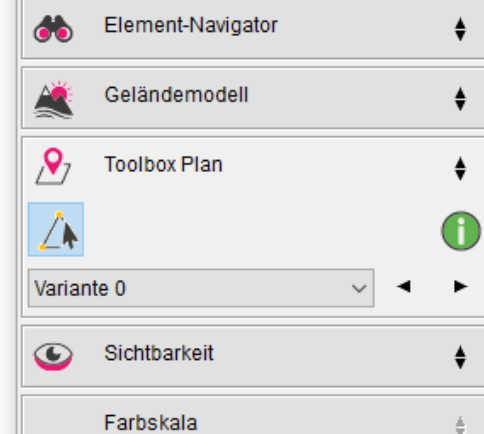 Element-Navigator
Geländemodell
Toolbox Plan
Variante 0
Sichtbarkeit
Farbskala